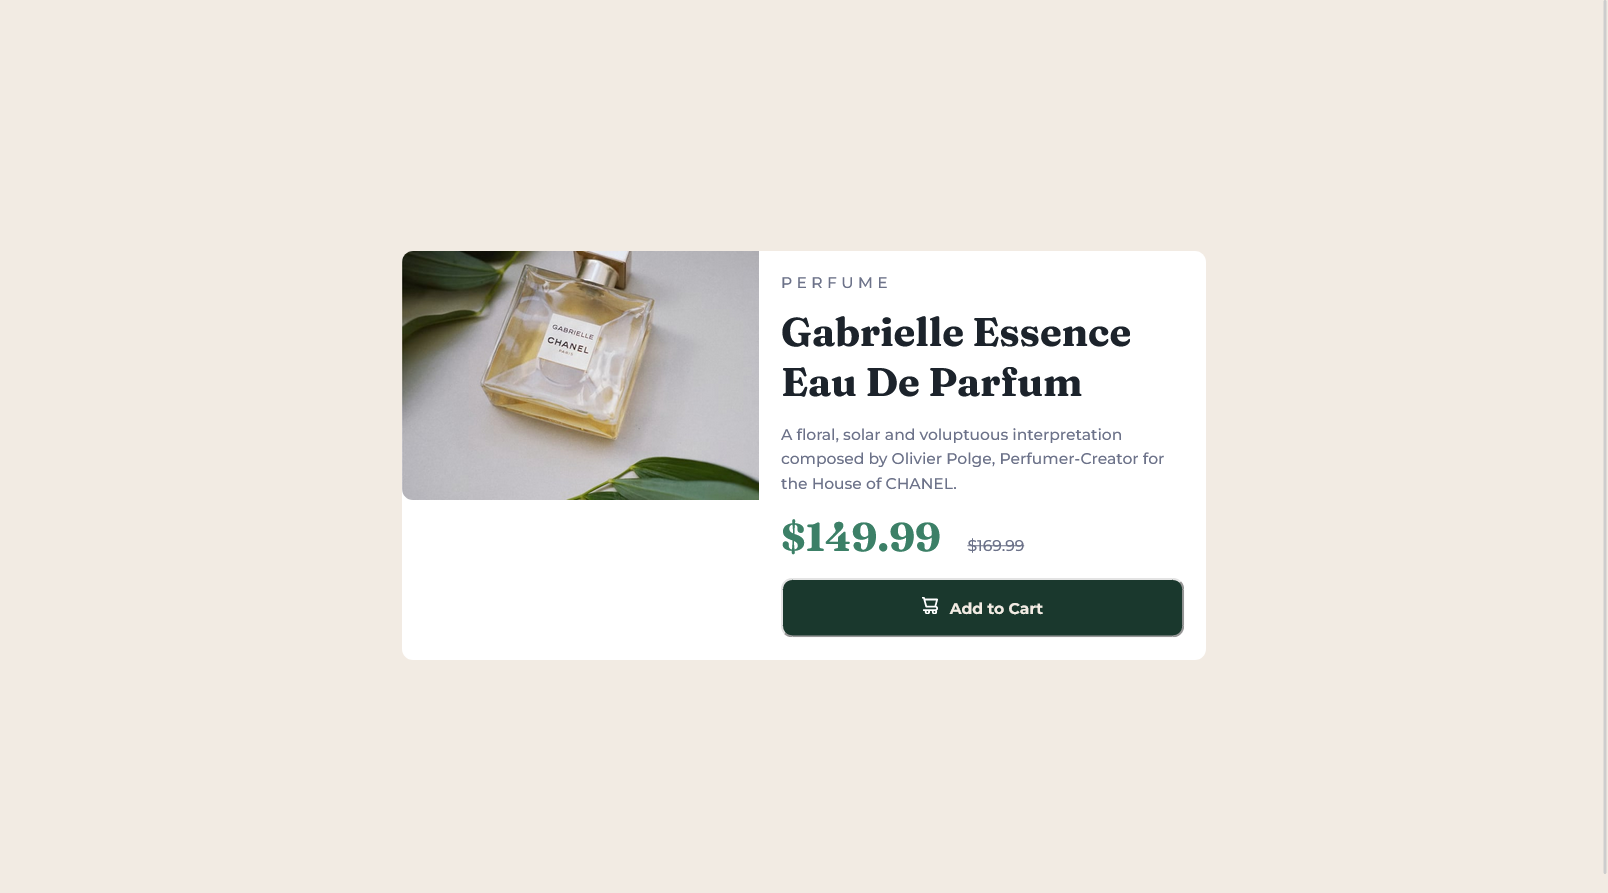 GABRIELLE
CHANEL
PARIS
PERFUME
Gabrielle Essence
Eau De Parfum
A floral, solar and voluptuous interpretation
composed by Olivier Polge, Perfumer-Creator for
the House of CHANEL.
$149.99 $169.99
Add to Cart